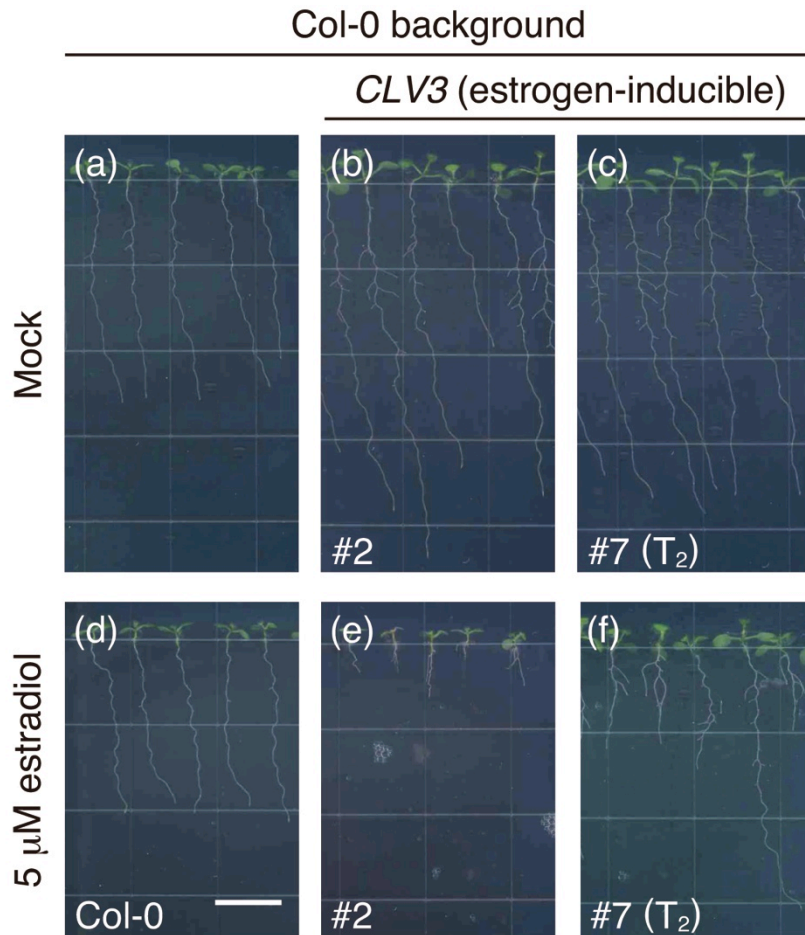 Col-0 background
CLV3 (estrogen-inducible)
Mock
(a)
(b)
(c)
#2
#7 (T₂)
5 μM estradiol
(d)
(e)
(f)
Col-0
#2
#7 (T₂)